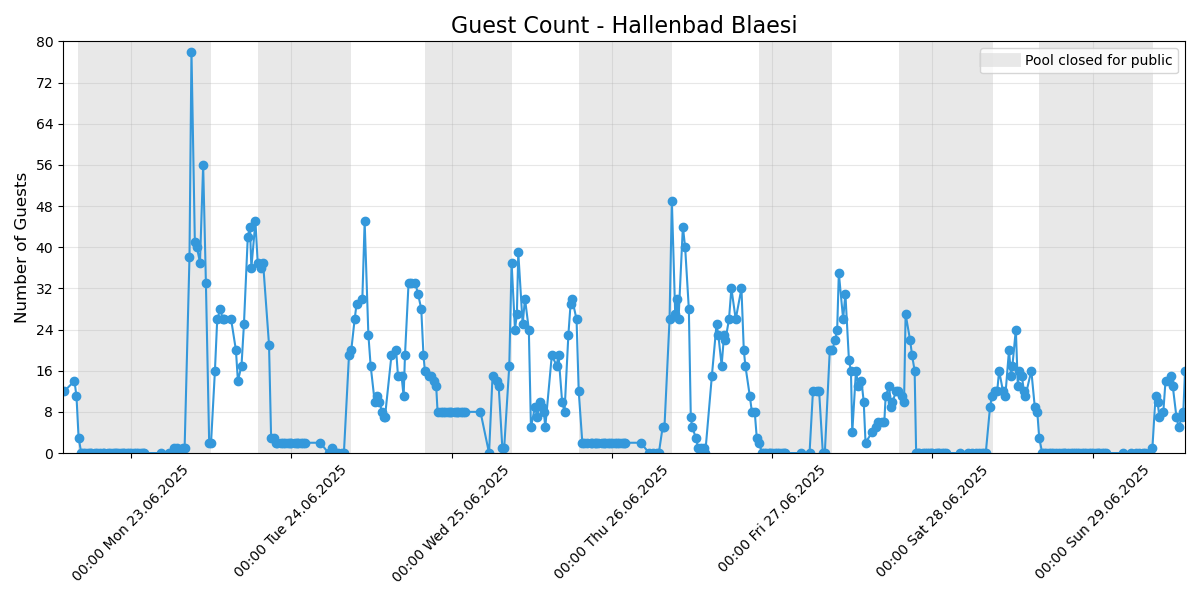 Guest Count - Hallenbad Blaesi
Pool closed for public
Number of Guests
80
72
64
56
48
40
32
24
16
8
0
00:00 Mon 23.06.2025
00:00 Tue 24.06.2025
00:00 Wed 25.06.2025
00:00 Thu 26.06.2025
00:00 Fri 27.06.2025
00:00 Sat 28.06.2025
00:00 Sun 29.06.2025